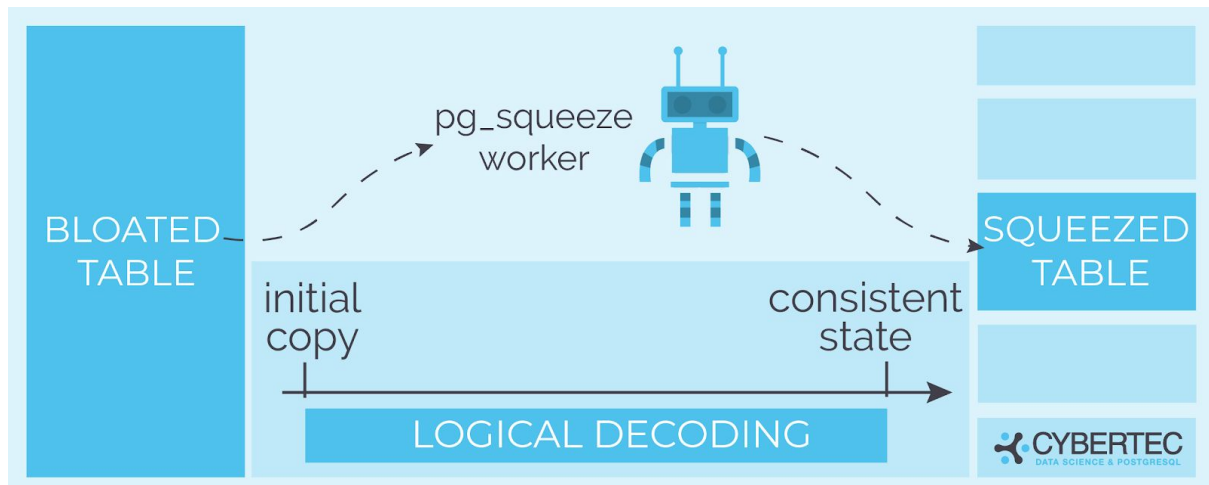 pg_squeeze
worker
BLOATED
TABLE
SQUEEZED
TABLE
initial
copy
consistent
state
LOGICAL DECODING
CYBERTEC
DATA SCIENCE & POSTGRESQL